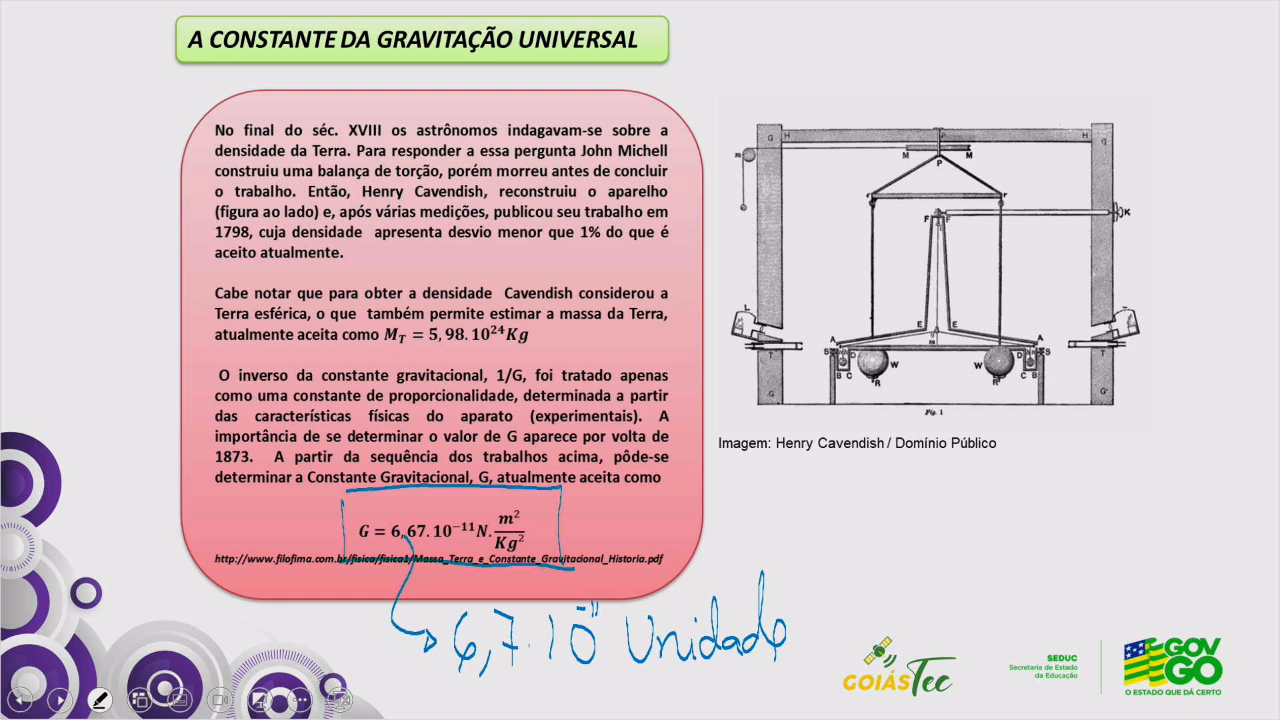 A CONSTANTE DA GRAVITAÇÃO UNIVERSAL
No final do séc. XVIII os astrônomos indagavam-se sobre a
densidade da Terra. Para responder a essa pergunta John Michell
construiu uma balança de torção, porém morreu antes de concluir
o trabalho. Então, Henry Cavendish, reconstruiu o aparelho
(figura ao lado) e, após várias medições, publicou seu trabalho em
1798, cuja densidade apresenta desvio menor que 1% do que é
aceito atualmente.
Cabe notar que para obter a densidade Cavendish considerou a
Terra esférica, o que também permite estimar a massa da Terra,
atualmente aceita como M_T = 5,98.10²⁴Kg
O inverso da constante gravitacional, 1/G, foi tratado apenas
como uma constante de proporcionalidade, determinada a partir
das características físicas do aparato (experimentais). A
importância de se determinar o valor de G aparece por volta de
1873. A partir da sequência dos trabalhos acima, pôde-se
determinar a Constante Gravitacional, G, atualmente aceita como
G = 6,67.10⁻¹¹N. m²/Kg²
http://www.filofima.com.br/fisica/fisica1/Massa_Terra_e_Constante_Gravitacional_Historia.pdf
6,7.10⁻¹¹ Unidade
G H P H G
m M M
P
r r
F F K
L
E E
A m A
S D W W D S
T B C R R C B T
G G
Fig. 1
Imagem: Henry Cavendish / Domínio Público
GOIÁSTec
SEDUC
Secretaria de Estado
da Educação
GOV
GO
O ESTADO QUE DÁ CERTO